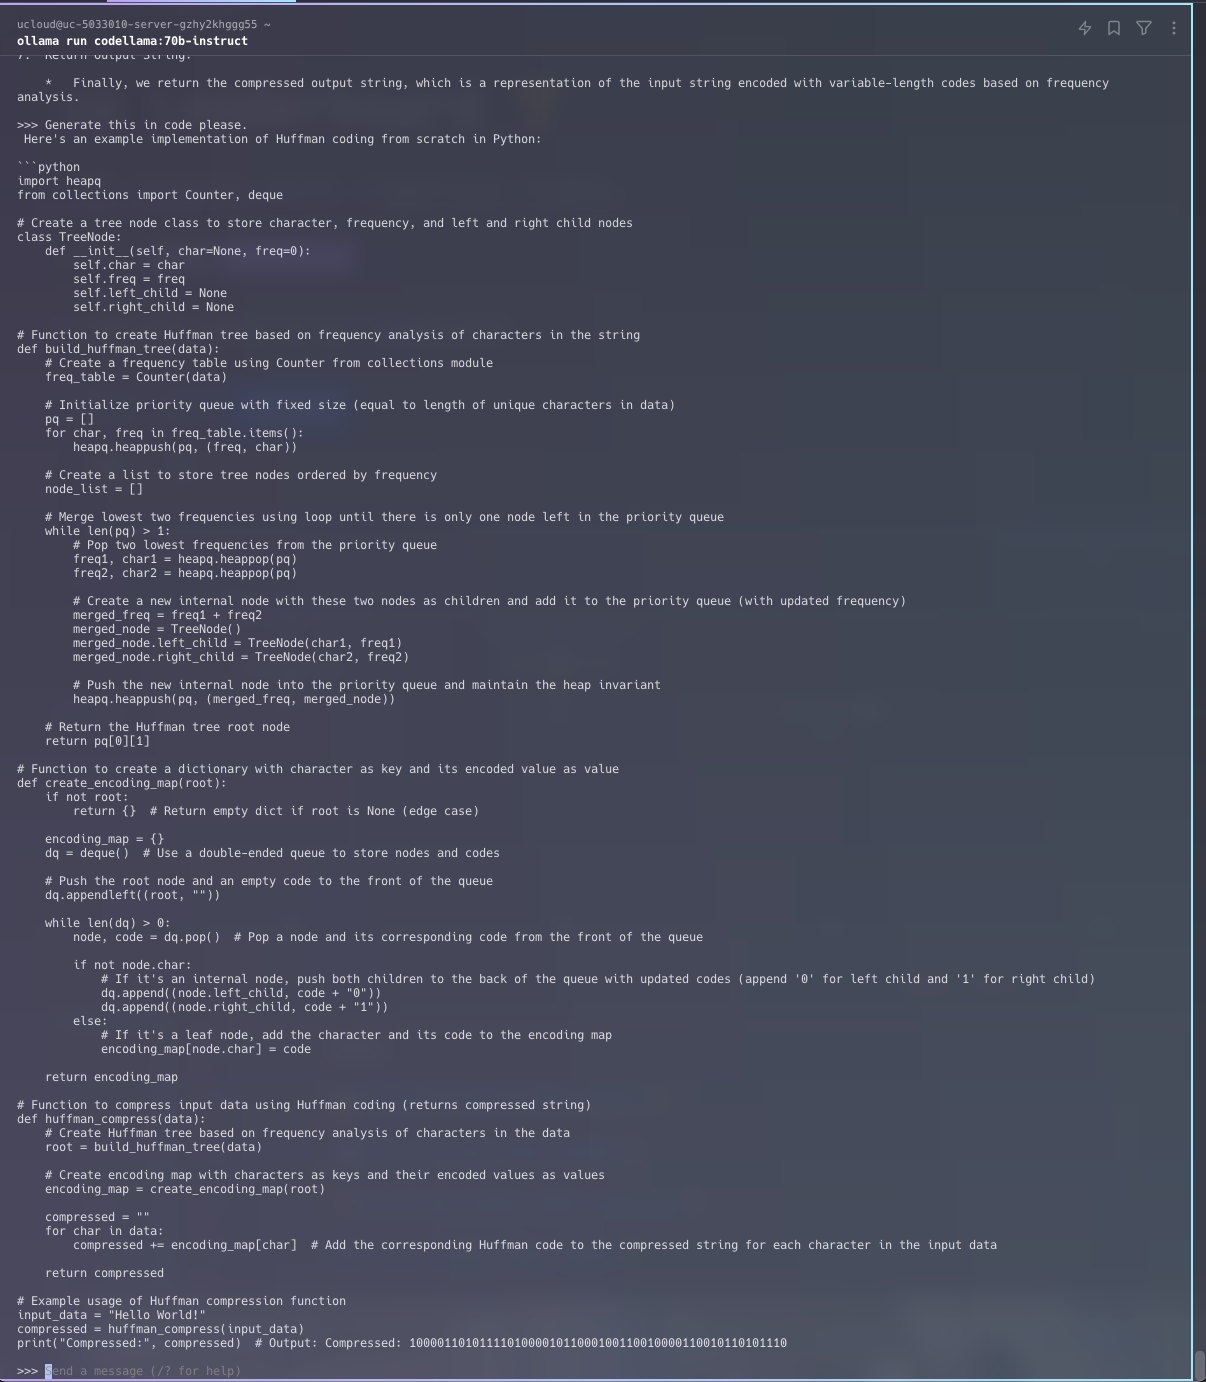 ucloud@uc-5033010-server-gzhy2khggg55 ~
ollama run codellama:70b-instruct
7.  Return Output String:
    *   Finally, we return the compressed output string, which is a representation of the input string encoded with variable-length codes based on frequency
analysis.
>>> Generate this in code please.
 Here's an example implementation of Huffman coding from scratch in Python:
```python
import heapq
from collections import Counter, deque
# Create a tree node class to store character, frequency, and left and right child nodes
class TreeNode:
    def __init__(self, char=None, freq=0):
        self.char = char
        self.freq = freq
        self.left_child = None
        self.right_child = None
# Function to create Huffman tree based on frequency analysis of characters in the string
def build_huffman_tree(data):
    # Create a frequency table using Counter from collections module
    freq_table = Counter(data)
    # Initialize priority queue with fixed size (equal to length of unique characters in data)
    pq = []
    for char, freq in freq_table.items():
        heapq.heappush(pq, (freq, char))
    # Create a list to store tree nodes ordered by frequency
    node_list = []
    # Merge lowest two frequencies using loop until there is only one node left in the priority queue
    while len(pq) > 1:
        # Pop two lowest frequencies from the priority queue
        freq1, char1 = heapq.heappop(pq)
        freq2, char2 = heapq.heappop(pq)
        # Create a new internal node with these two nodes as children and add it to the priority queue (with updated frequency)
        merged_freq = freq1 + freq2
        merged_node = TreeNode()
        merged_node.left_child = TreeNode(char1, freq1)
        merged_node.right_child = TreeNode(char2, freq2)
        # Push the new internal node into the priority queue and maintain the heap invariant
        heapq.heappush(pq, (merged_freq, merged_node))
    # Return the Huffman tree root node
    return pq[0][1]
# Function to create a dictionary with character as key and its encoded value as value
def create_encoding_map(root):
    if not root:
        return {}  # Return empty dict if root is None (edge case)
    encoding_map = {}
    dq = deque()  # Use a double-ended queue to store nodes and codes
    # Push the root node and an empty code to the front of the queue
    dq.appendleft((root, ""))
    while len(dq) > 0:
        node, code = dq.pop()  # Pop a node and its corresponding code from the front of the queue
        if not node.char:
            # If it's an internal node, push both children to the back of the queue with updated codes (append '0' for left child and '1' for right child)
            dq.append((node.left_child, code + "0"))
            dq.append((node.right_child, code + "1"))
        else:
            # If it's a leaf node, add the character and its code to the encoding map
            encoding_map[node.char] = code
    return encoding_map
# Function to compress input data using Huffman coding (returns compressed string)
def huffman_compress(data):
    # Create Huffman tree based on frequency analysis of characters in the data
    root = build_huffman_tree(data)
    # Create encoding map with characters as keys and their encoded values as values
    encoding_map = create_encoding_map(root)
    compressed = ""
    for char in data:
        compressed += encoding_map[char]  # Add the corresponding Huffman code to the compressed string for each character in the input data
    return compressed
# Example usage of Huffman compression function
input_data = "Hello World!"
compressed = huffman_compress(input_data)
print("Compressed:", compressed)  # Output: Compressed: 100001101011110100001011000100110010000110010110101110
>>> Send a message (/? for help)